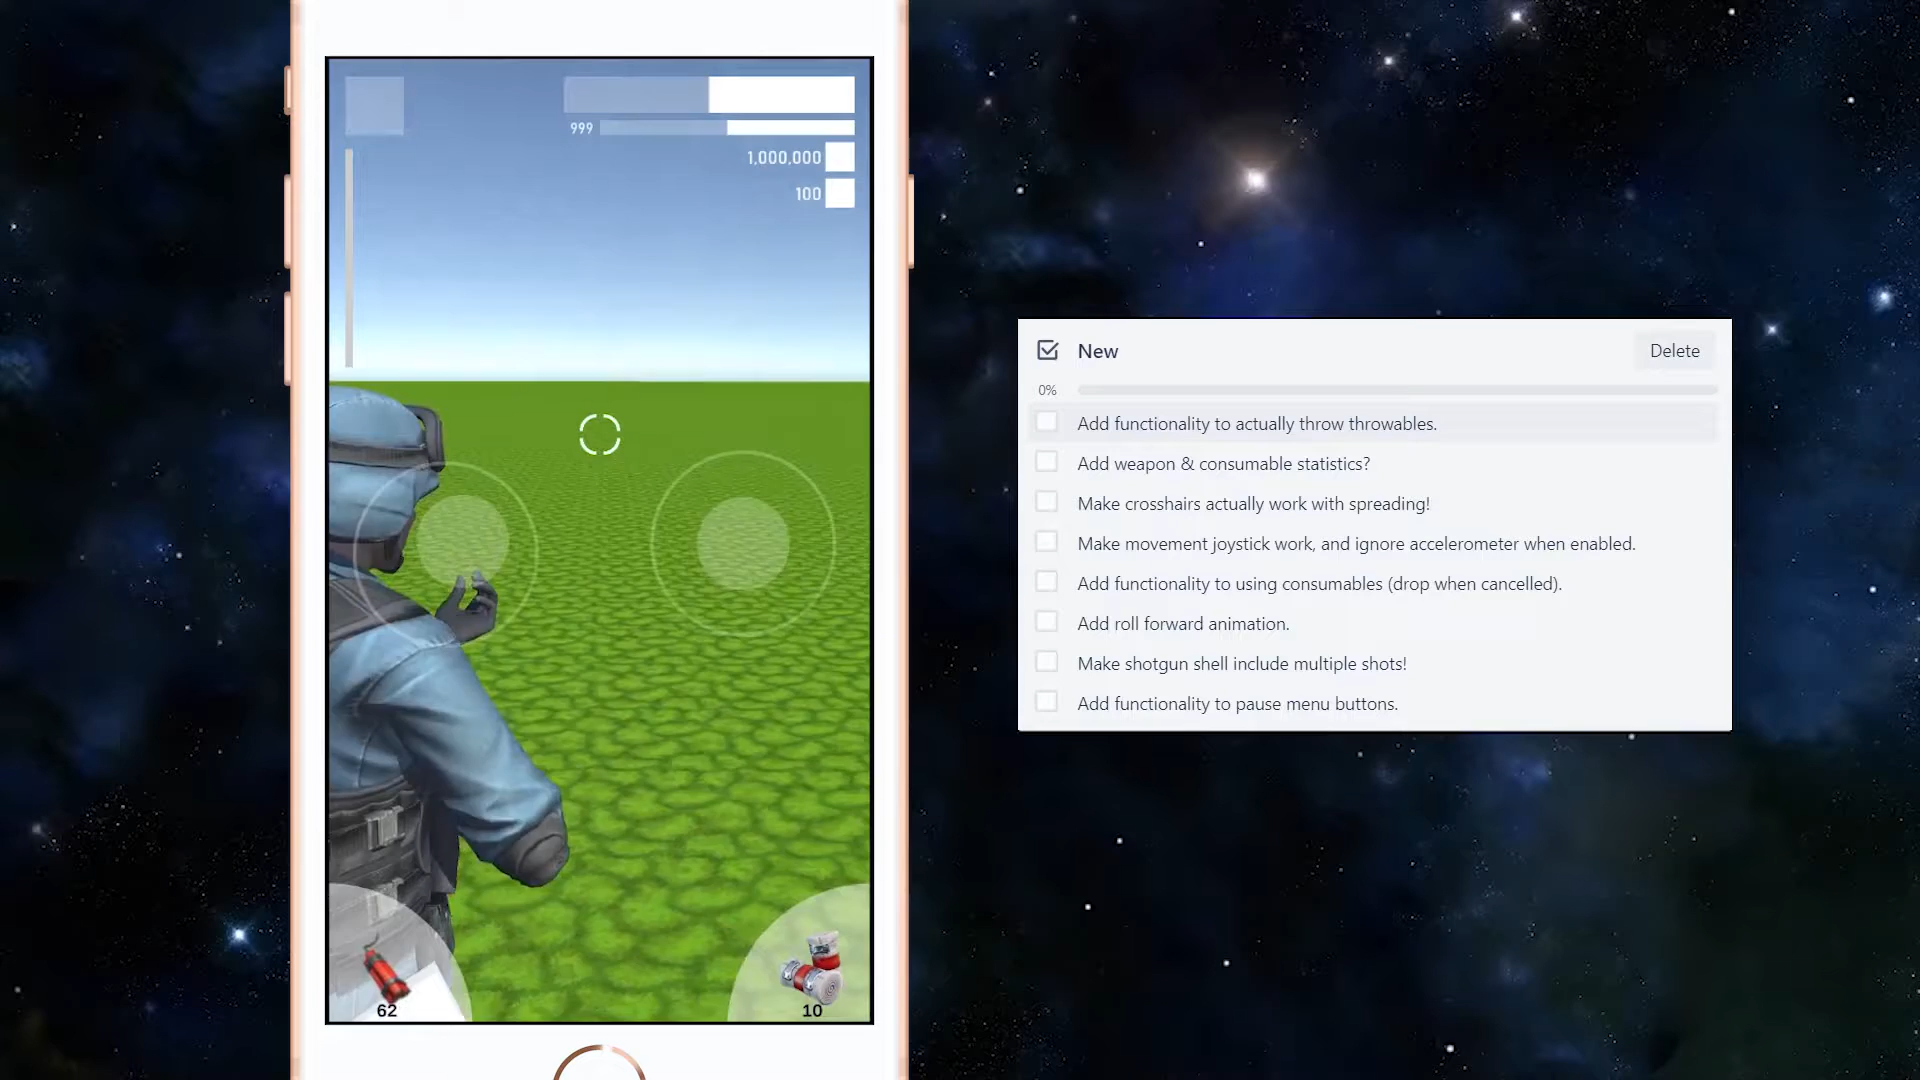 999
1,000,000
100
62
10
New
Delete
0%
Add functionality to actually throw throwables.
Add weapon & consumable statistics?
Make crosshairs actually work with spreading!
Make movement joystick work, and ignore accelerometer when enabled.
Add functionality to using consumables (drop when cancelled).
Add roll forward animation.
Make shotgun shell include multiple shots!
Add functionality to pause menu buttons.